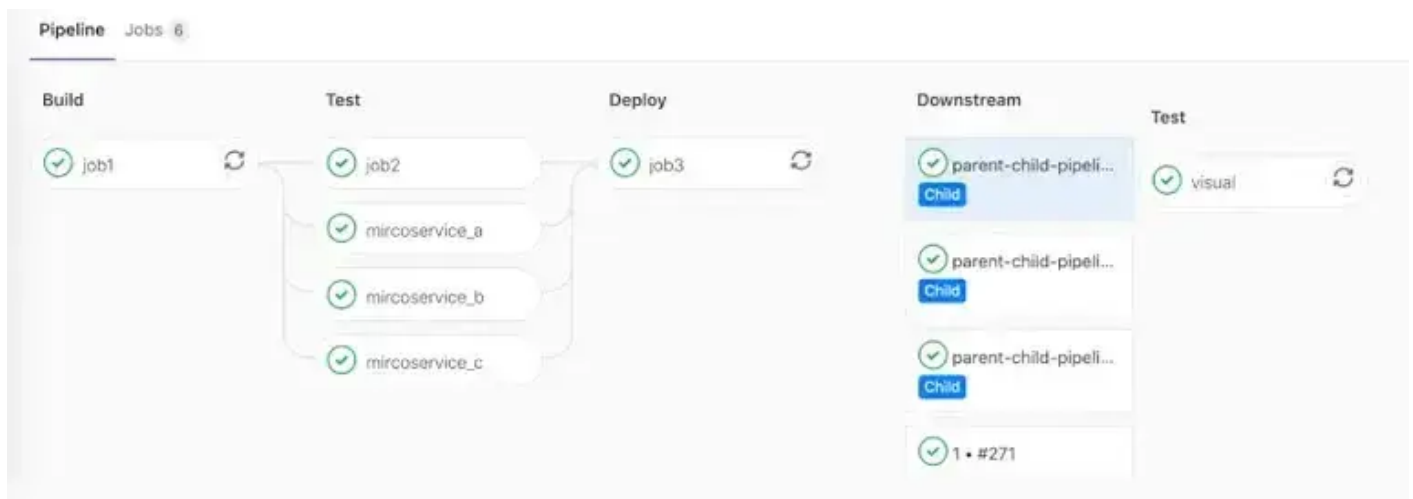 Pipeline Jobs 6
Build Test Deploy Downstream
Test
job1 job2 job3 parent-child-pipeli...
Child
visual
mircoservice_a
parent-child-pipeli...
Child
mircoservice_b
parent-child-pipeli...
Child
mircoservice_c
1 • #271